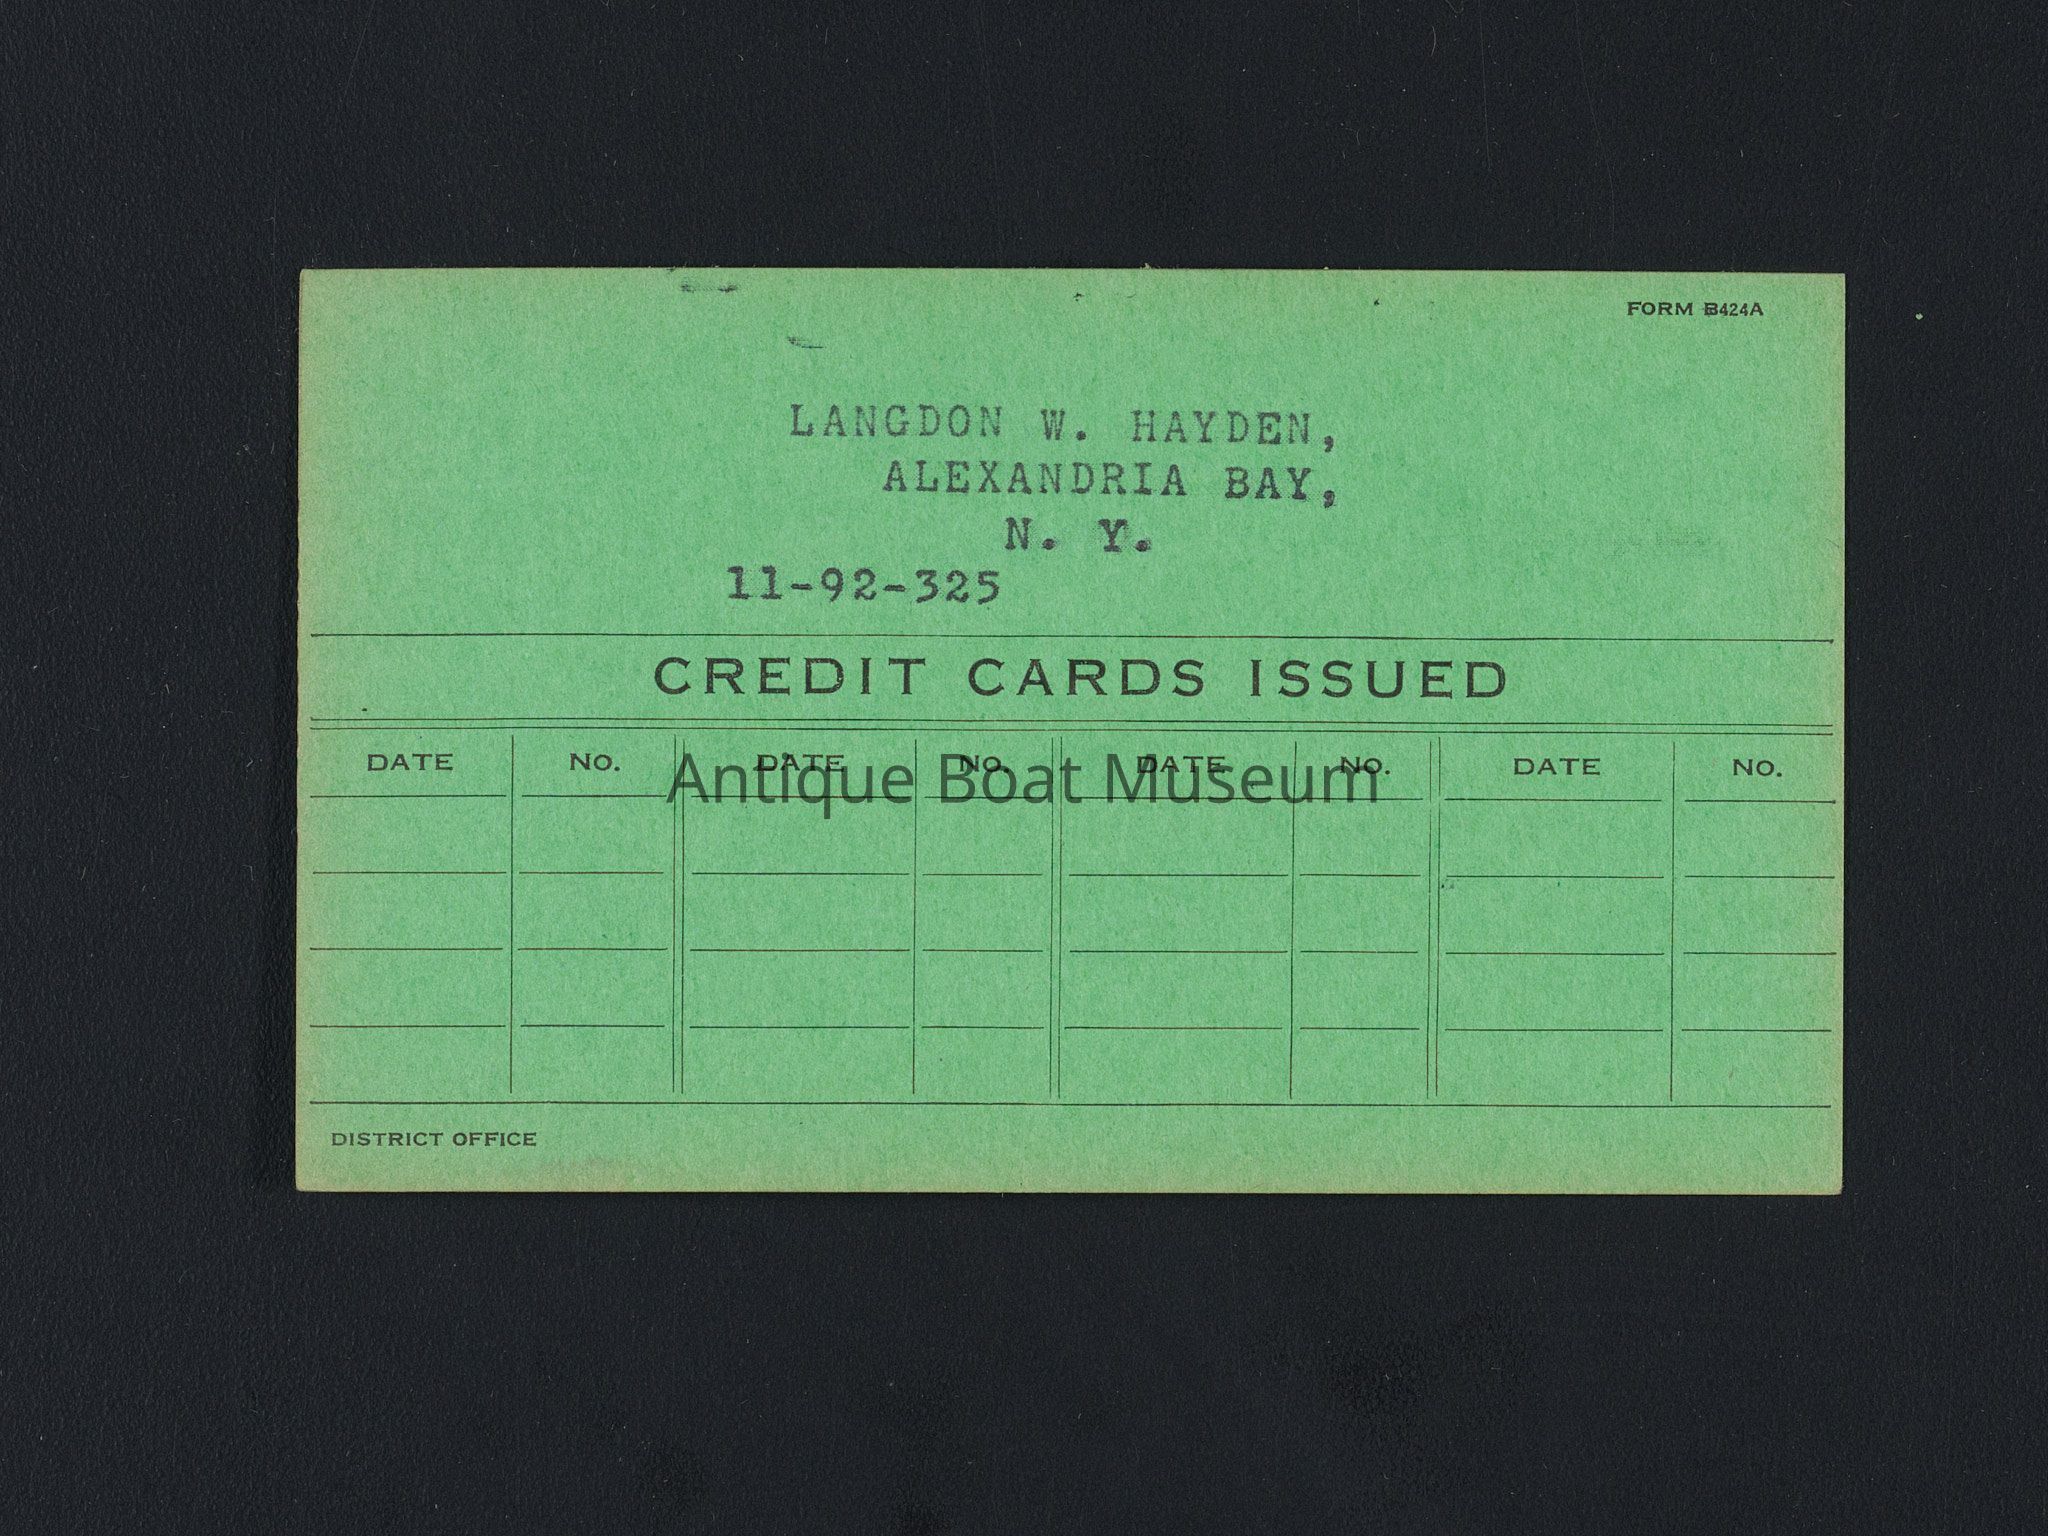 FORM B424A
LANGDON W. HAYDEN,
ALEXANDRIA BAY,
N. Y.
11-92-325
CREDIT CARDS ISSUED
DATE NO. DATE NO. DATE NO. DATE NO.
Antique Boat Museum
DISTRICT OFFICE